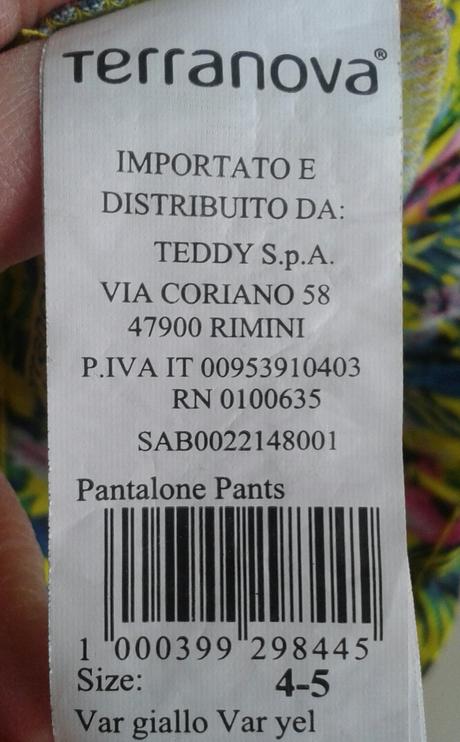 Terranova®
IMPORTATO E
DISTRIBUITO DA:
TEDDY S.p.A.
VIA CORIANO 58
47900 RIMINI
P.IVA IT 00953910403
RN 0100635
SAB0022148001
Pantalone Pants
1 000399 298445
Size: 4-5
Var giallo Var yel